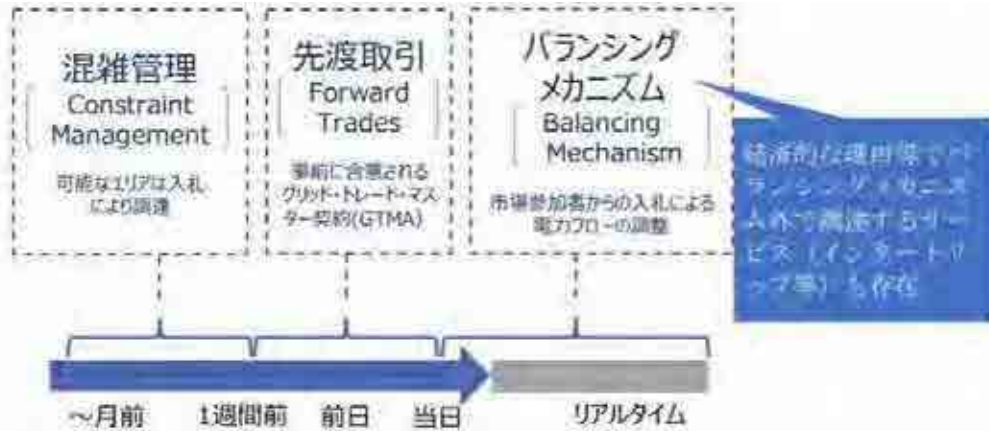 混雑管理
Constraint
Management
可能なエリアは入札
により調達
先渡取引
Forward
Trades
事前に合意される
グリッド・トレード・マス
ター契約(GTMA)
バランシング
メカニズム
Balancing
Mechanism
市場参加者からの入札による
電力フローの調整
経済的な理由等でバ
ランシングメカニズ
ム外で調達するサー
ビス（インタートリ
ップ等）も存在
～月前 1週間前 前日 当日 リアルタイム